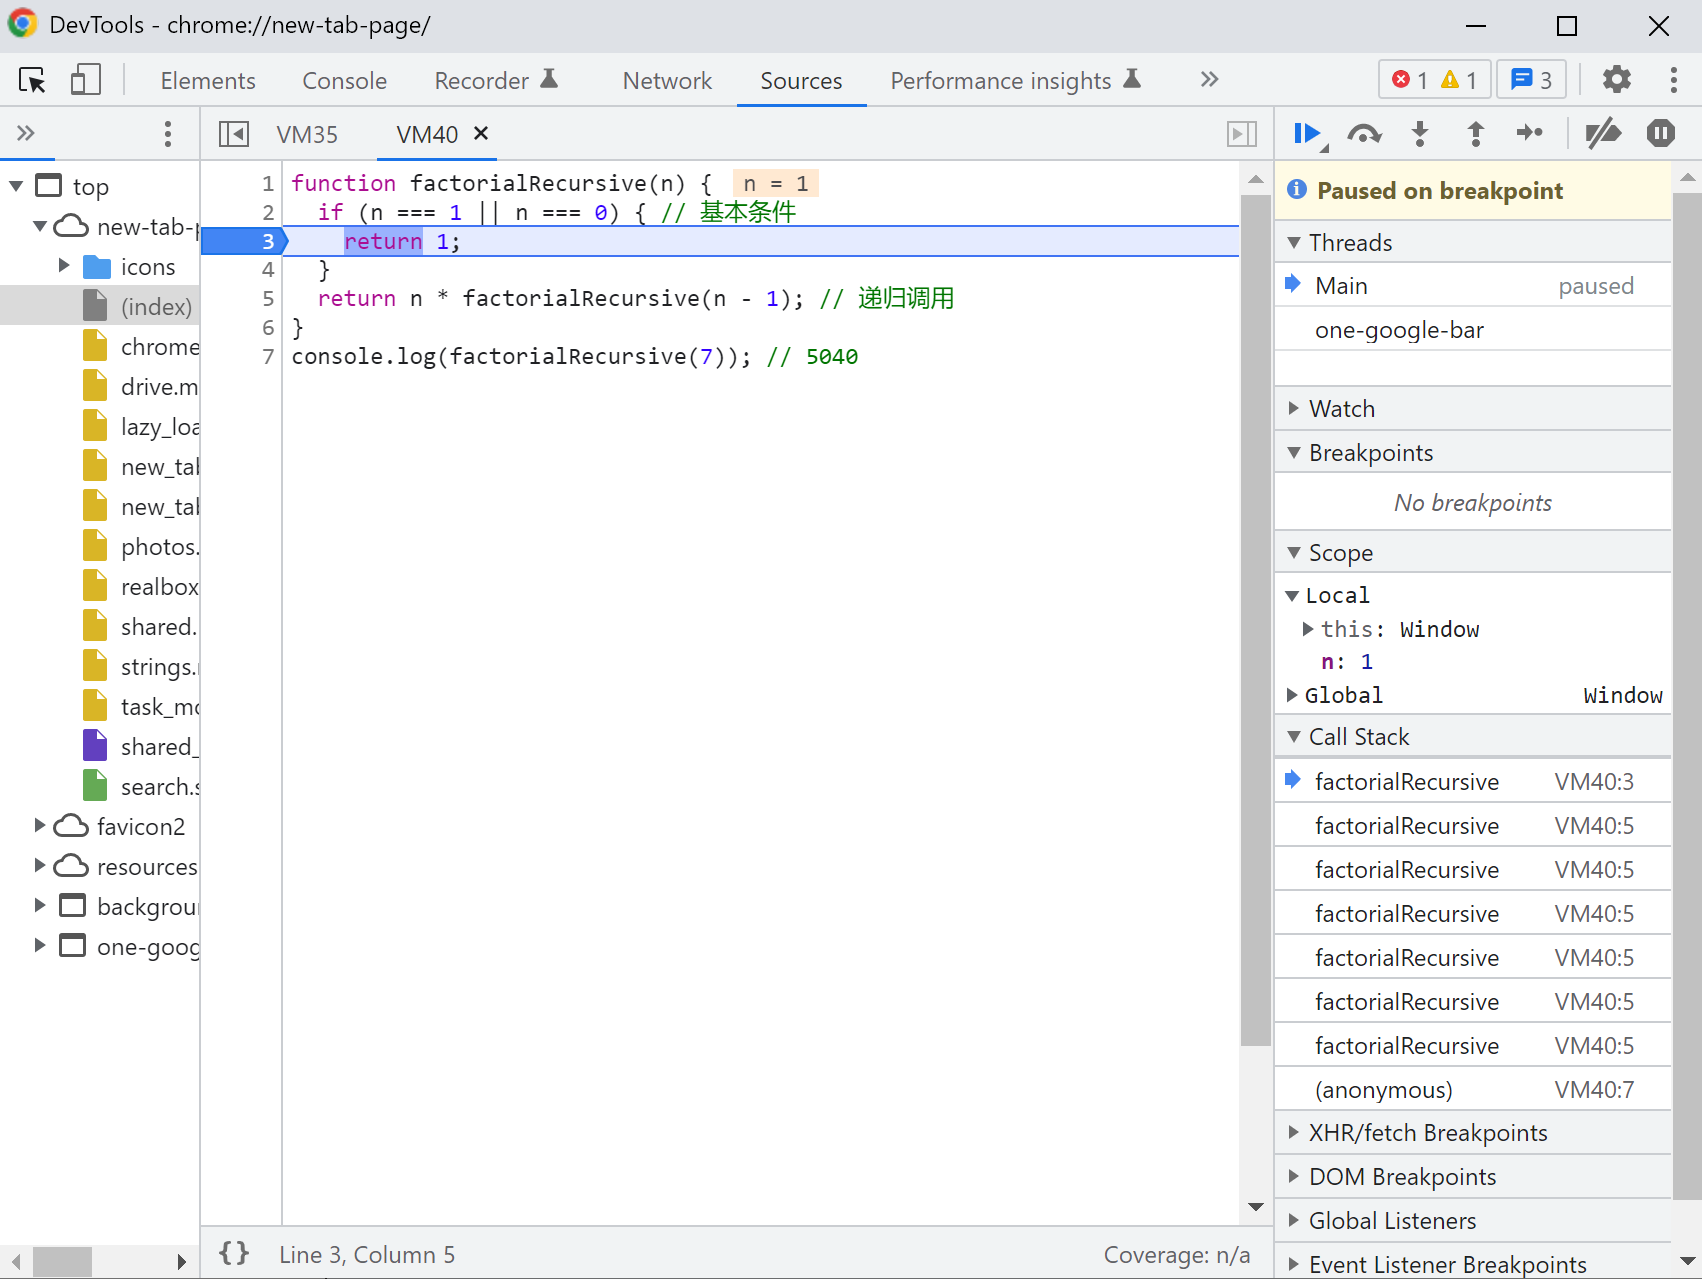 DevTools - chrome://new-tab-page/
Elements Console Recorder Network Sources Performance insights 1 1 3
VM35 VM40
top
new-tab-p
icons
(index)
chrome
drive.m
lazy_loa
new_tab
new_tab
photos.
realbox
shared.
strings.
task_mo
shared_
search.s
favicon2
resources
backgrou
one-goog
1 function factorialRecursive(n) { n = 1
2 if (n === 1 || n === 0) { // 基本条件
3 return 1;
4 }
5 return n * factorialRecursive(n - 1); // 递归调用
6 }
7 console.log(factorialRecursive(7)); // 5040
{} Line 3, Column 5 Coverage: n/a
Paused on breakpoint
Threads
Main paused
one-google-bar
Watch
Breakpoints
No breakpoints
Scope
Local
this: Window
n: 1
Global Window
Call Stack
factorialRecursive VM40:3
factorialRecursive VM40:5
factorialRecursive VM40:5
factorialRecursive VM40:5
factorialRecursive VM40:5
factorialRecursive VM40:5
factorialRecursive VM40:5
(anonymous) VM40:7
XHR/fetch Breakpoints
DOM Breakpoints
Global Listeners
Event Listener Breakpoints